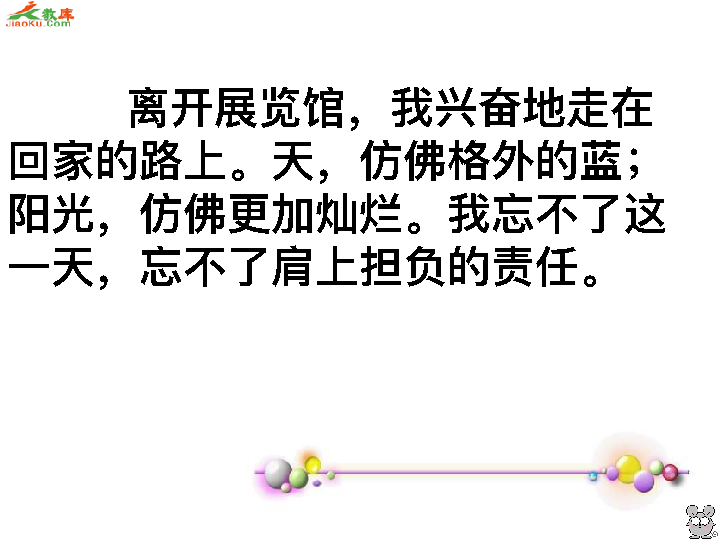 教库
JiaoKu.Com
离开展览馆，我兴奋地走在
回家的路上。天，仿佛格外的蓝；
阳光，仿佛更加灿烂。我忘不了这
一天，忘不了肩上担负的责任。